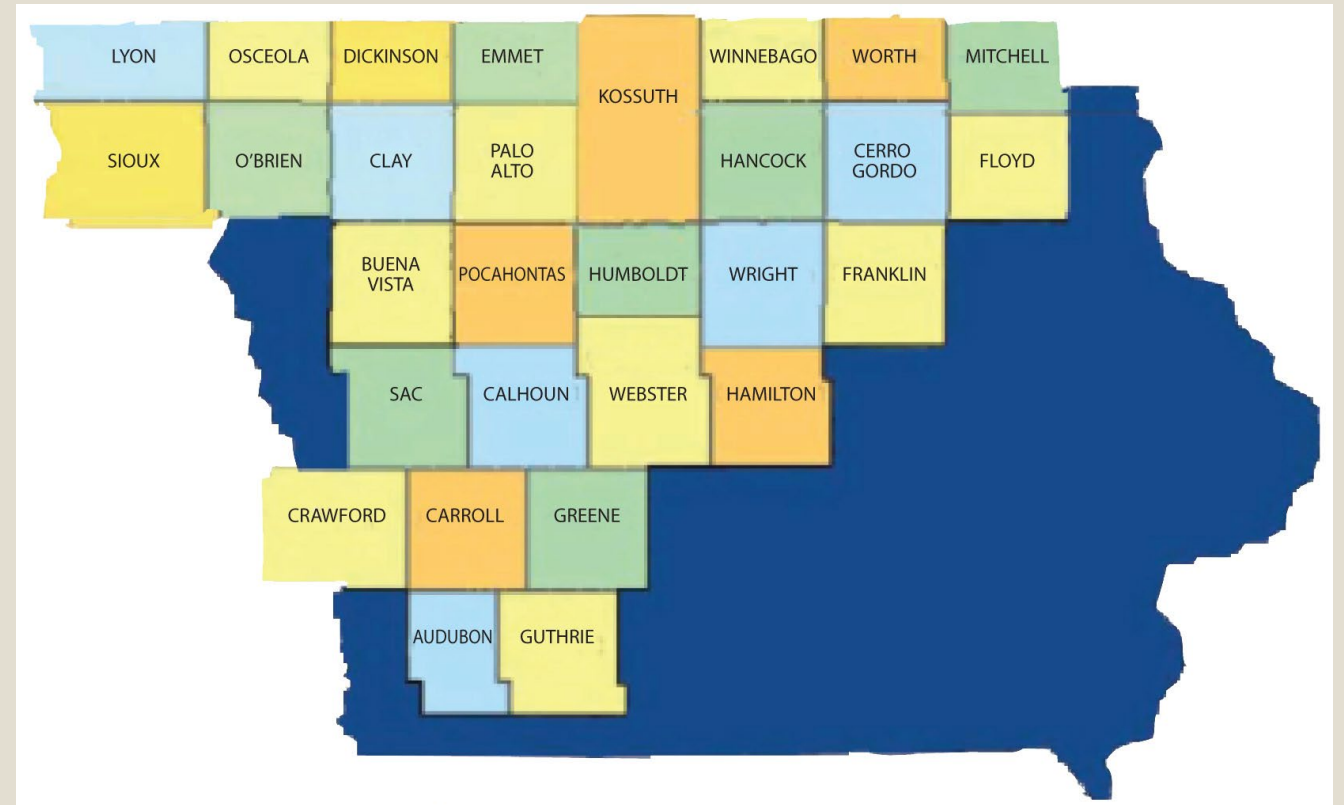 LYON
OSCEOLA
DICKINSON
EMMET
KOSSUTH
WINNEBAGO
WORTH
MITCHELL
SIOUX
O'BRIEN
CLAY
PALO
ALTO
HANCOCK
CERRO
GORDO
FLOYD
BUENA
VISTA
POCAHONTAS
HUMBOLDT
WRIGHT
FRANKLIN
SAC
CALHOUN
WEBSTER
HAMILTON
CRAWFORD
CARROLL
GREENE
AUDUBON
GUTHRIE